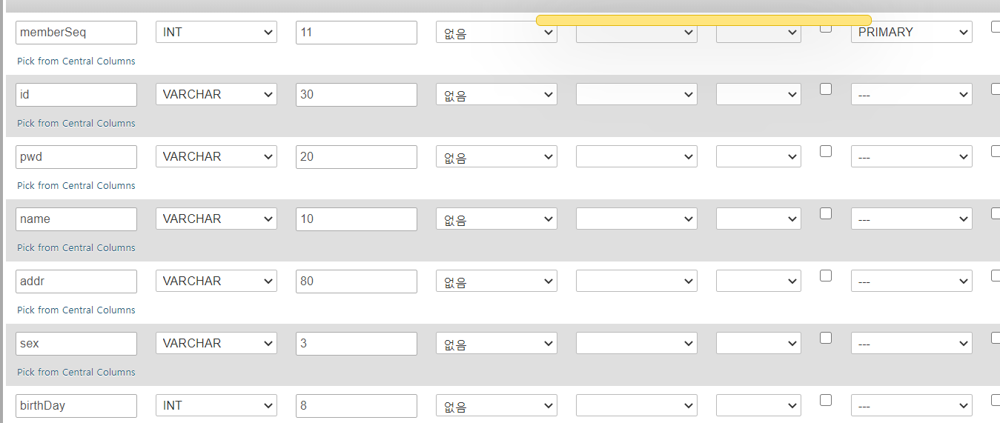 memberSeq INT 11 없음 PRIMARY
Pick from Central Columns
id VARCHAR 30 없음 ---
Pick from Central Columns
pwd VARCHAR 20 없음 ---
Pick from Central Columns
name VARCHAR 10 없음 ---
Pick from Central Columns
addr VARCHAR 80 없음 ---
Pick from Central Columns
sex VARCHAR 3 없음 ---
Pick from Central Columns
birthDay INT 8 없음 ---